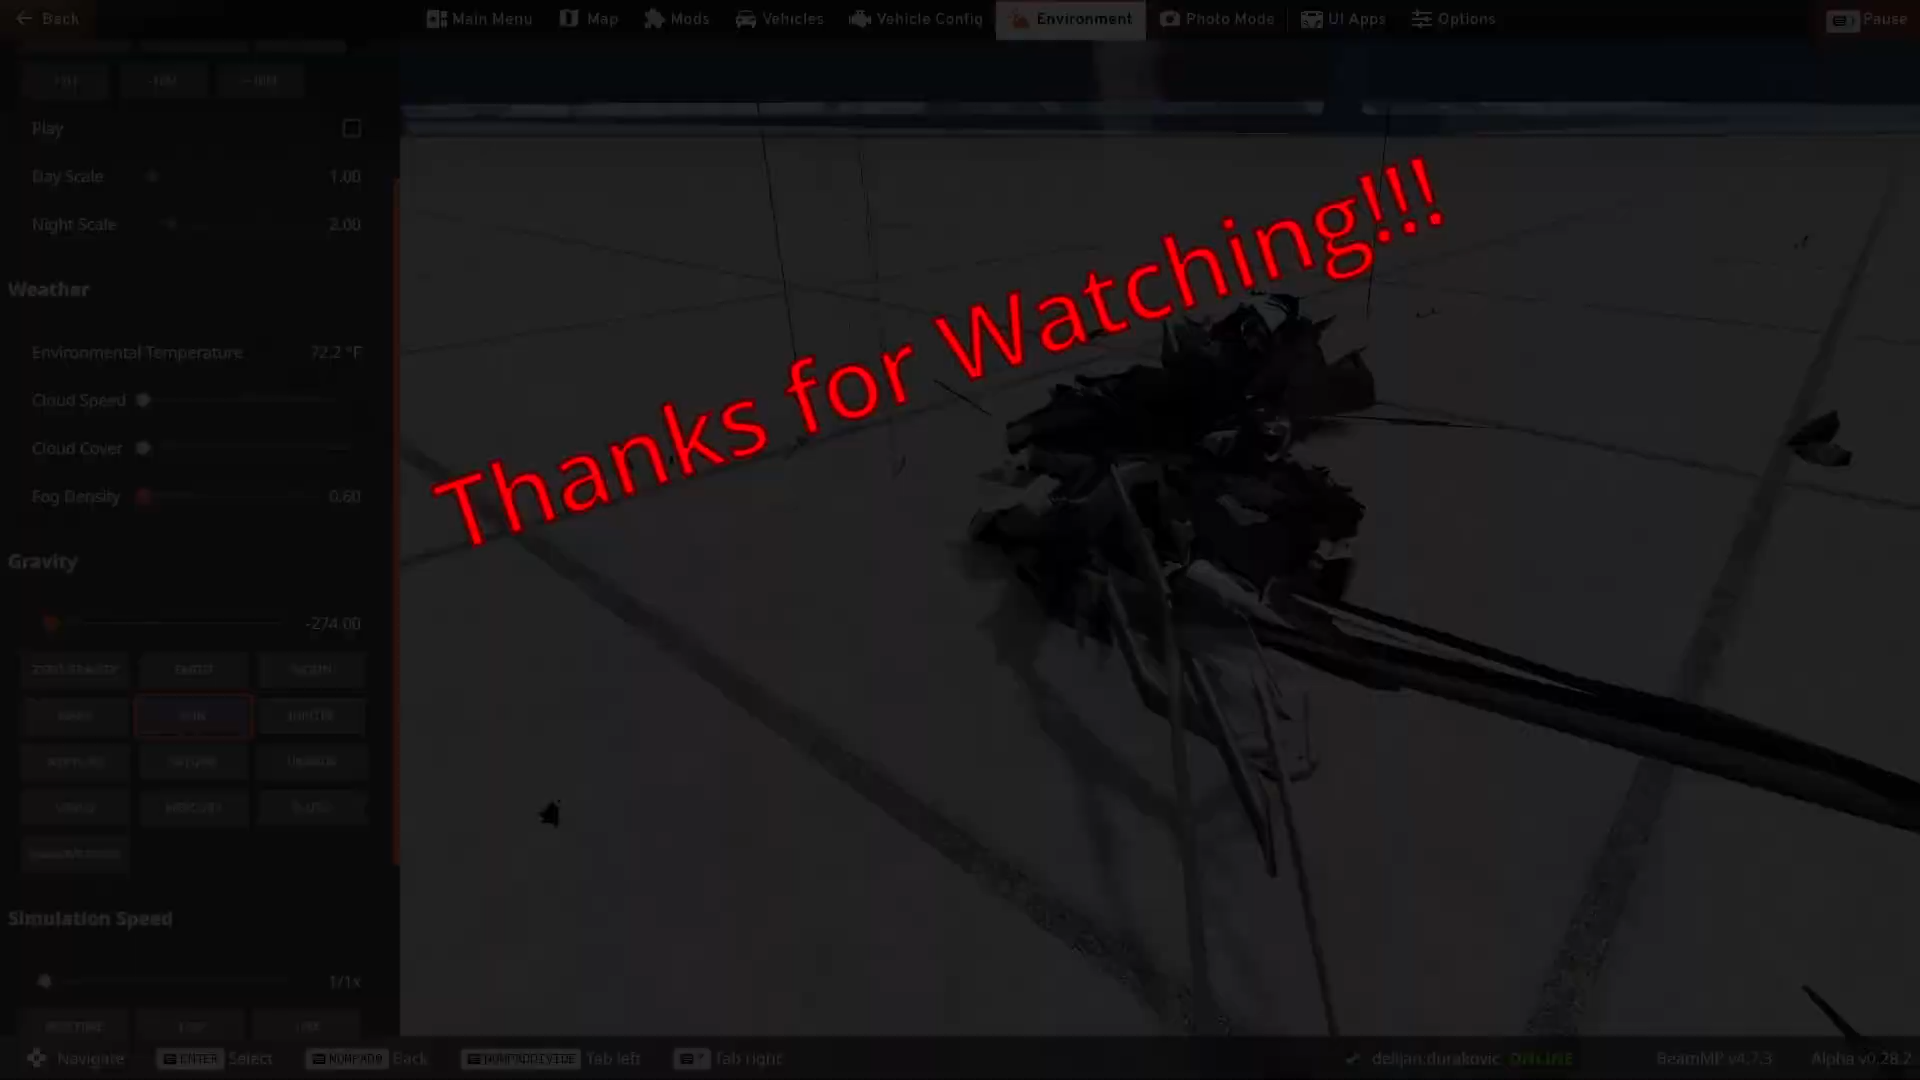 Back
Main Menu
Map
Mods
Vehicles
Vehicle Config
Environment
Photo Mode
UI Apps
Options
Pause
Play
Day Scale 1.00
Night Scale 2.00
Weather
Environmental Temperature 72.2 °F
Cloud Speed
Cloud Cover
Fog Density 0.60
Gravity
-274.00
Simulation Speed
1/1x
Thanks for Watching!!!
Navigate
ENTER Select
NUMPAD0 Back
NUMPADDIVIDE Tab left
Tab right
delijan.durakovic ONLINE
BeamMP v4.7.3
Alpha v0.28.2